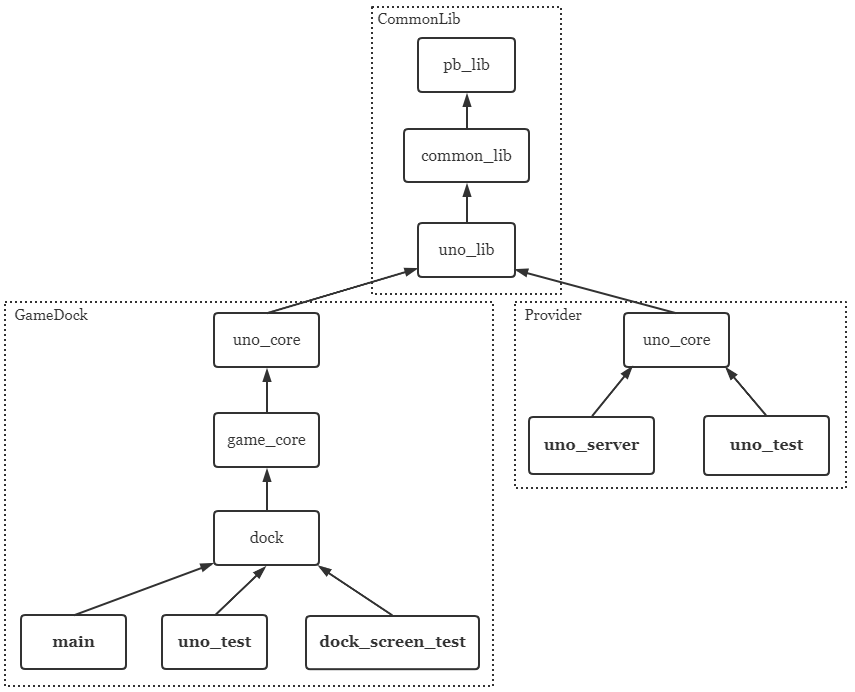 CommonLib
pb_lib
common_lib
uno_lib
GameDock
uno_core
game_core
dock
main
uno_test
dock_screen_test
Provider
uno_core
uno_server
uno_test